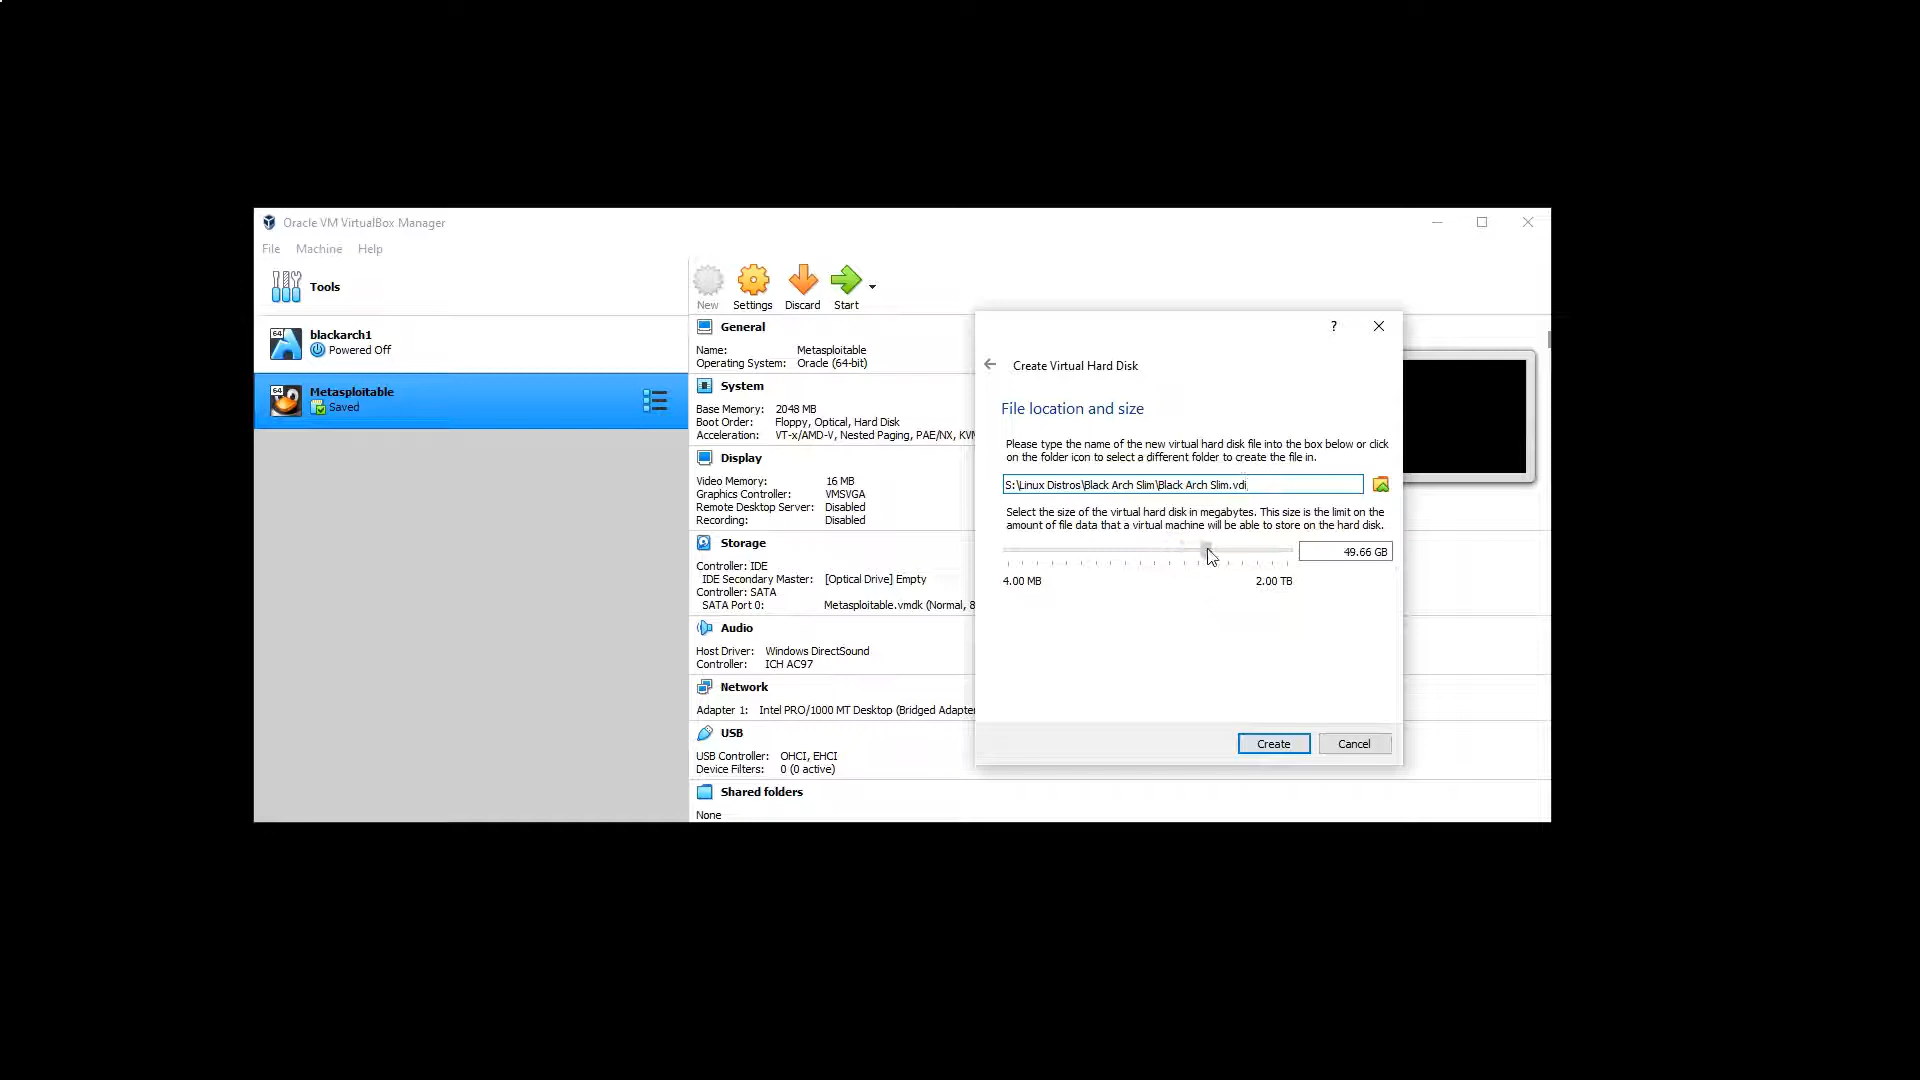 Oracle VM VirtualBox Manager
File Machine Help
Tools
64
blackarch1
Powered Off
64
Metasploitable
Saved
New Settings Discard Start
General
Name: Metasploitable
Operating System: Oracle (64-bit)
System
Base Memory: 2048 MB
Boot Order: Floppy, Optical, Hard Disk
Acceleration: VT-x/AMD-V, Nested Paging, PAE/NX,
Display
Video Memory: 16 MB
Graphics Controller: VMSVGA
Remote Desktop Server: Disabled
Recording: Disabled
Storage
Controller: IDE
IDE Secondary Master: [Optical Drive] Empty
Controller: SATA
SATA Port 0: Metasploitable.vmdk (Normal, 8
Audio
Host Driver: Windows DirectSound
Controller: ICH AC97
Network
Adapter 1: Intel PRO/1000 MT Desktop (Bridged Adapter
USB
USB Controller: OHCI, EHCI
Device Filters: 0 (0 active)
Shared folders
None
?
Create Virtual Hard Disk
File location and size
Please type the name of the new virtual hard disk file into the box below or click
on the folder icon to select a different folder to create the file in.
S:\Linux Distros\Black Arch Slim\Black Arch Slim.vdi
Select the size of the virtual hard disk in megabytes. This size is the limit on the
amount of file data that a virtual machine will be able to store on the hard disk.
49.66 GB
4.00 MB 2.00 TB
Create Cancel